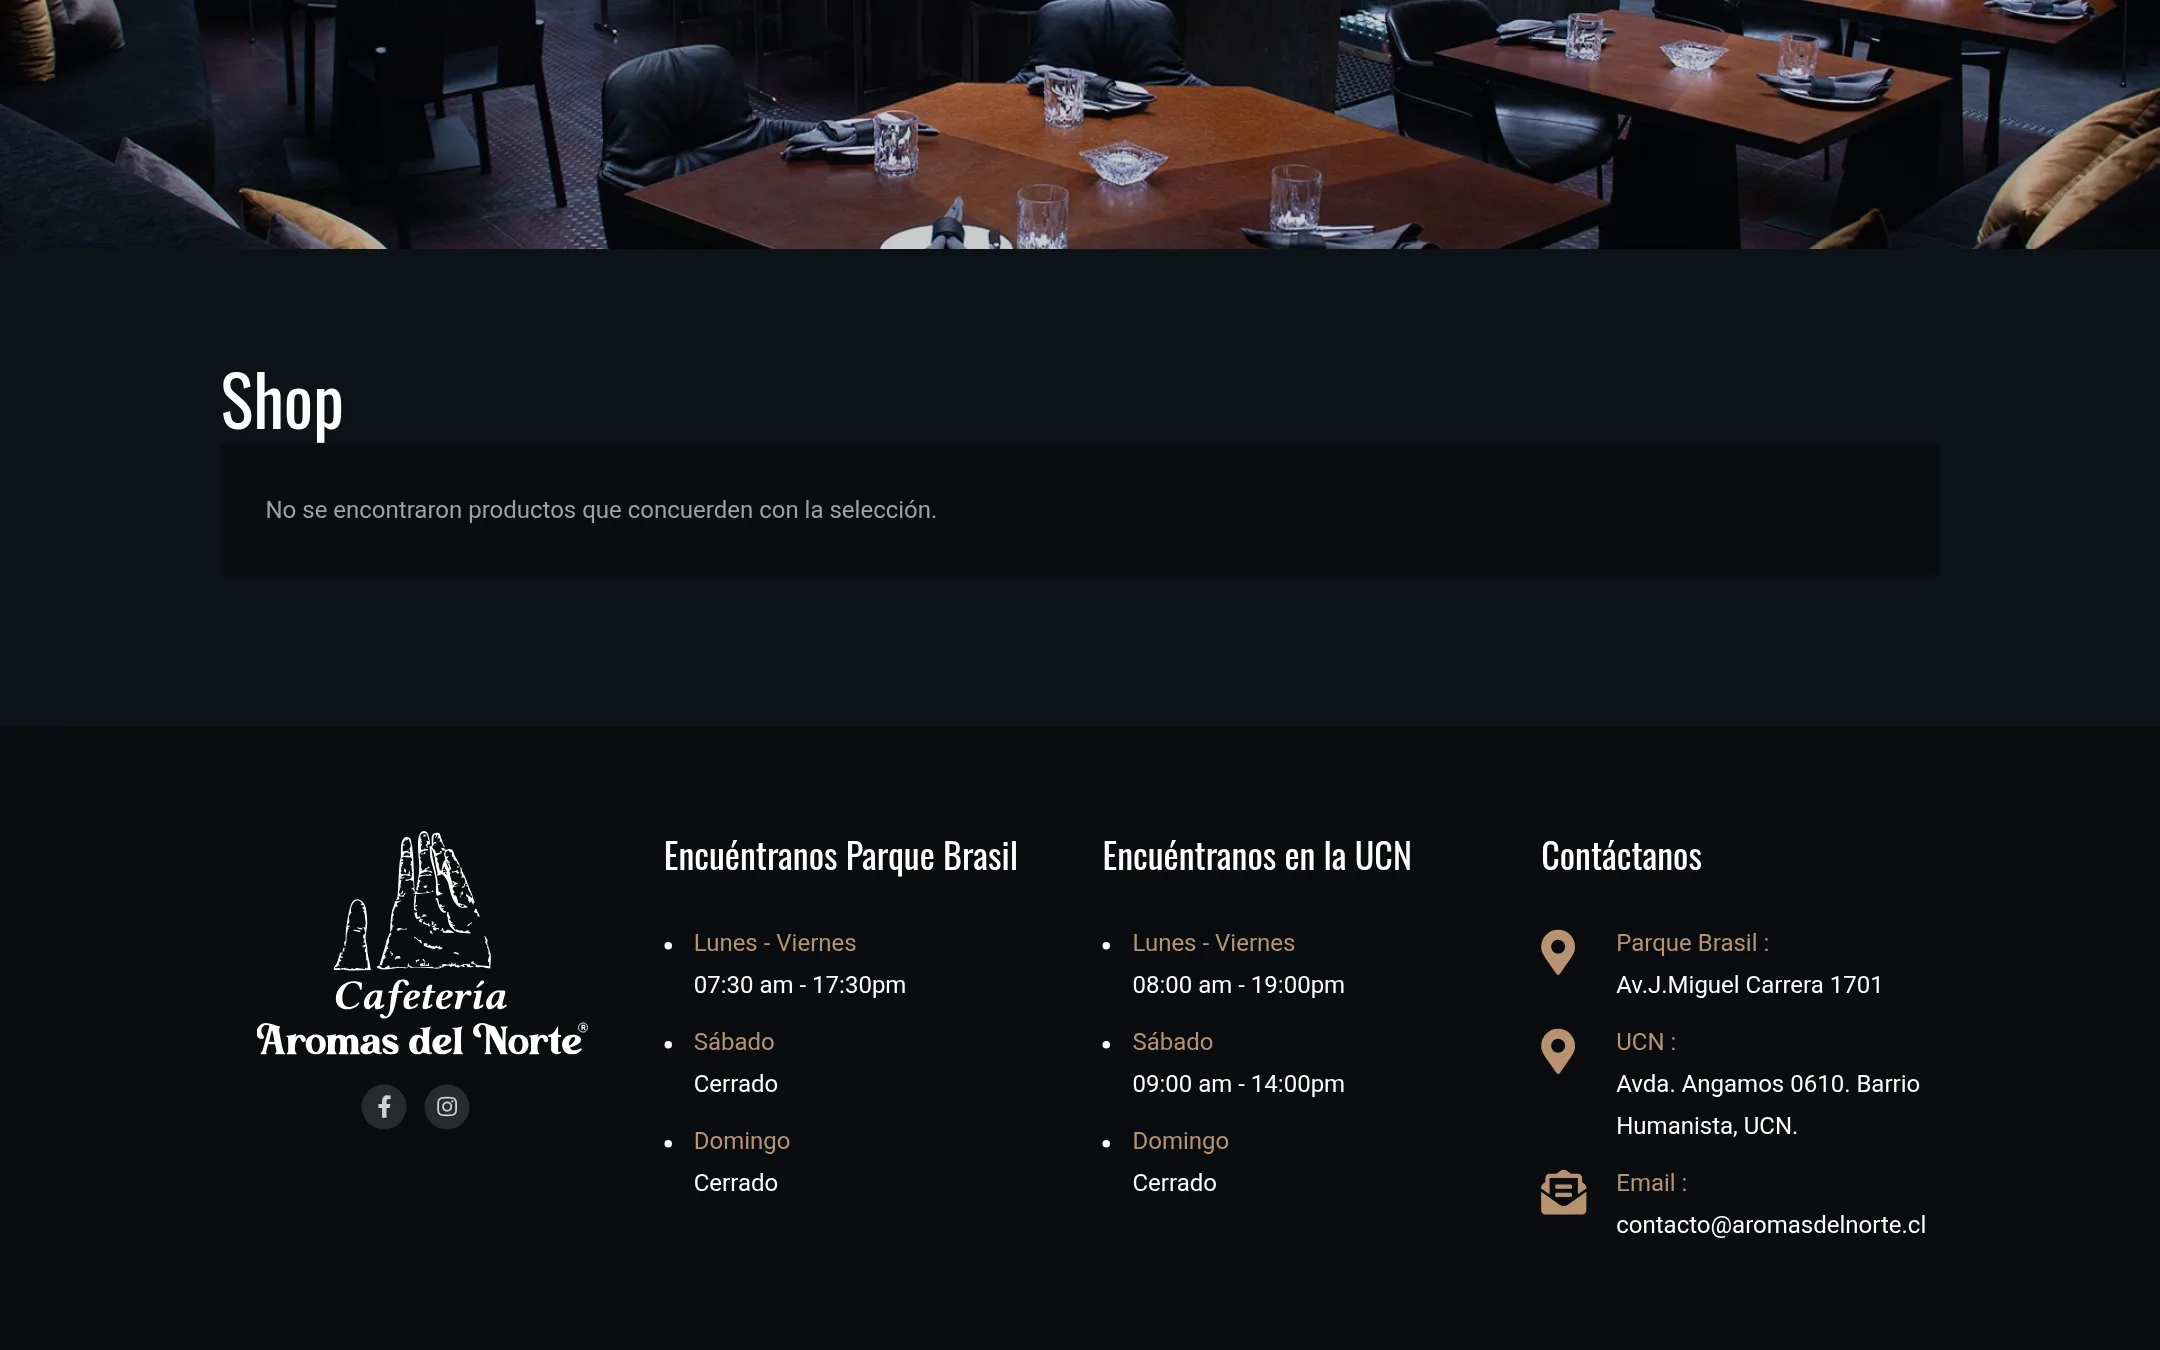 Shop
No se encontraron productos que concuerden con la selección.
Cafetería
Aromas del Norte®
Encuéntranos Parque Brasil
Lunes - Viernes
07:30 am - 17:30pm
Sábado
Cerrado
Domingo
Cerrado
Encuéntranos en la UCN
Lunes - Viernes
08:00 am - 19:00pm
Sábado
09:00 am - 14:00pm
Domingo
Cerrado
Contáctanos
Parque Brasil :
Av.J.Miguel Carrera 1701
UCN :
Avda. Angamos 0610. Barrio
Humanista, UCN.
Email :
contacto@aromasdelnorte.cl